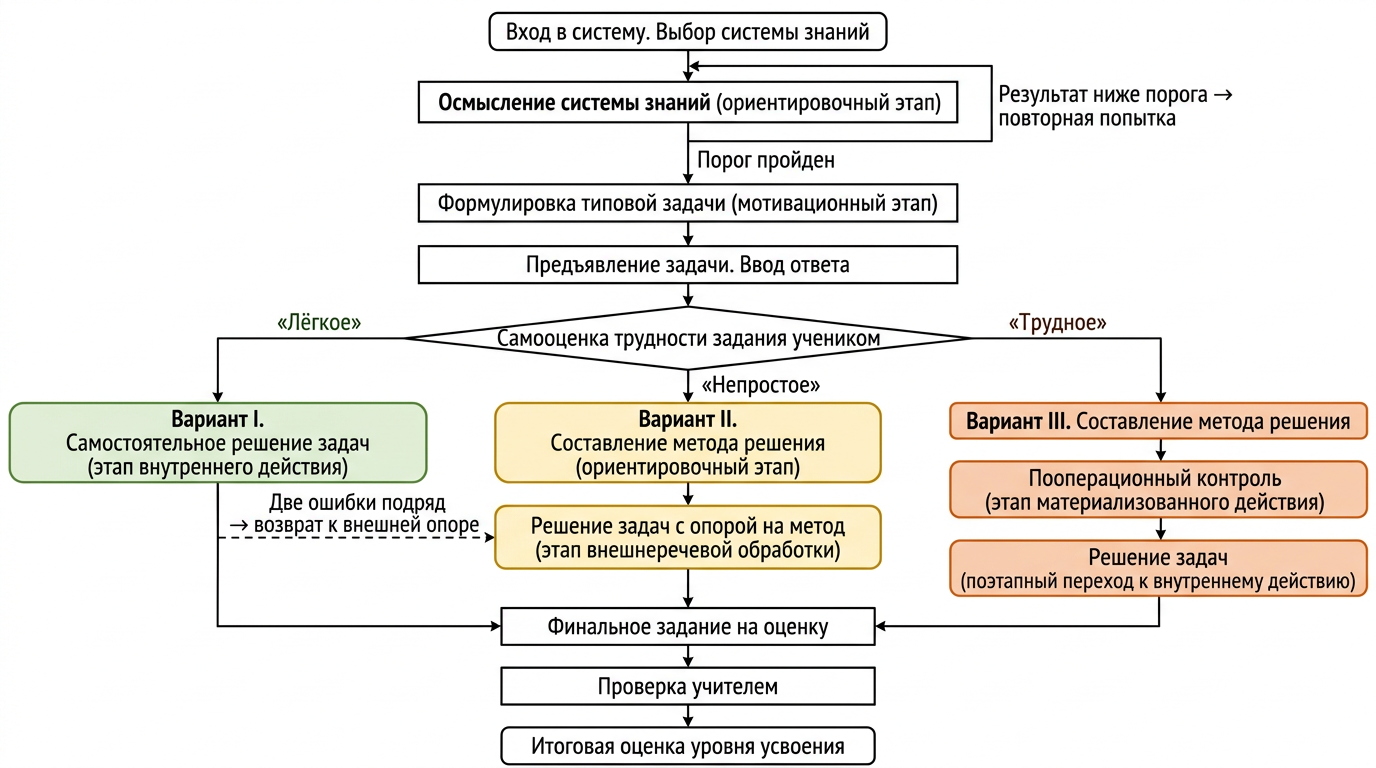 Вход в систему. Выбор системы знаний
Осмысление системы знаний (ориентировочный этап)
Результат ниже порога →
повторная попытка
Порог пройден
Формулировка типовой задачи (мотивационный этап)
Предъявление задачи. Ввод ответа
«Лёгкое»
Самооценка трудности задания учеником
«Трудное»
«Непростое»
Вариант I.
Самостоятельное решение задач
(этап внутреннего действия)
Вариант II.
Составление метода решения
(ориентировочный этап)
Вариант III. Составление метода решения
Пооперационный контроль
(этап материализованного действия)
Две ошибки подряд
→ возврат к внешней опоре
Решение задач с опорой на метод
(этап внешнеречевой обработки)
Решение задач
(поэтапный переход к внутреннему действию)
Финальное задание на оценку
Проверка учителем
Итоговая оценка уровня усвоения